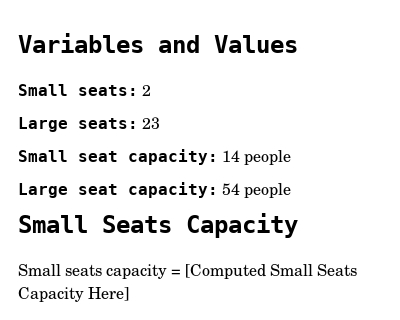 Variables and Values
Small seats: 2
Large seats: 23
Small seat capacity: 14 people
Large seat capacity: 54 people
Small Seats Capacity
Small seats capacity = [Computed Small Seats
Capacity Here]